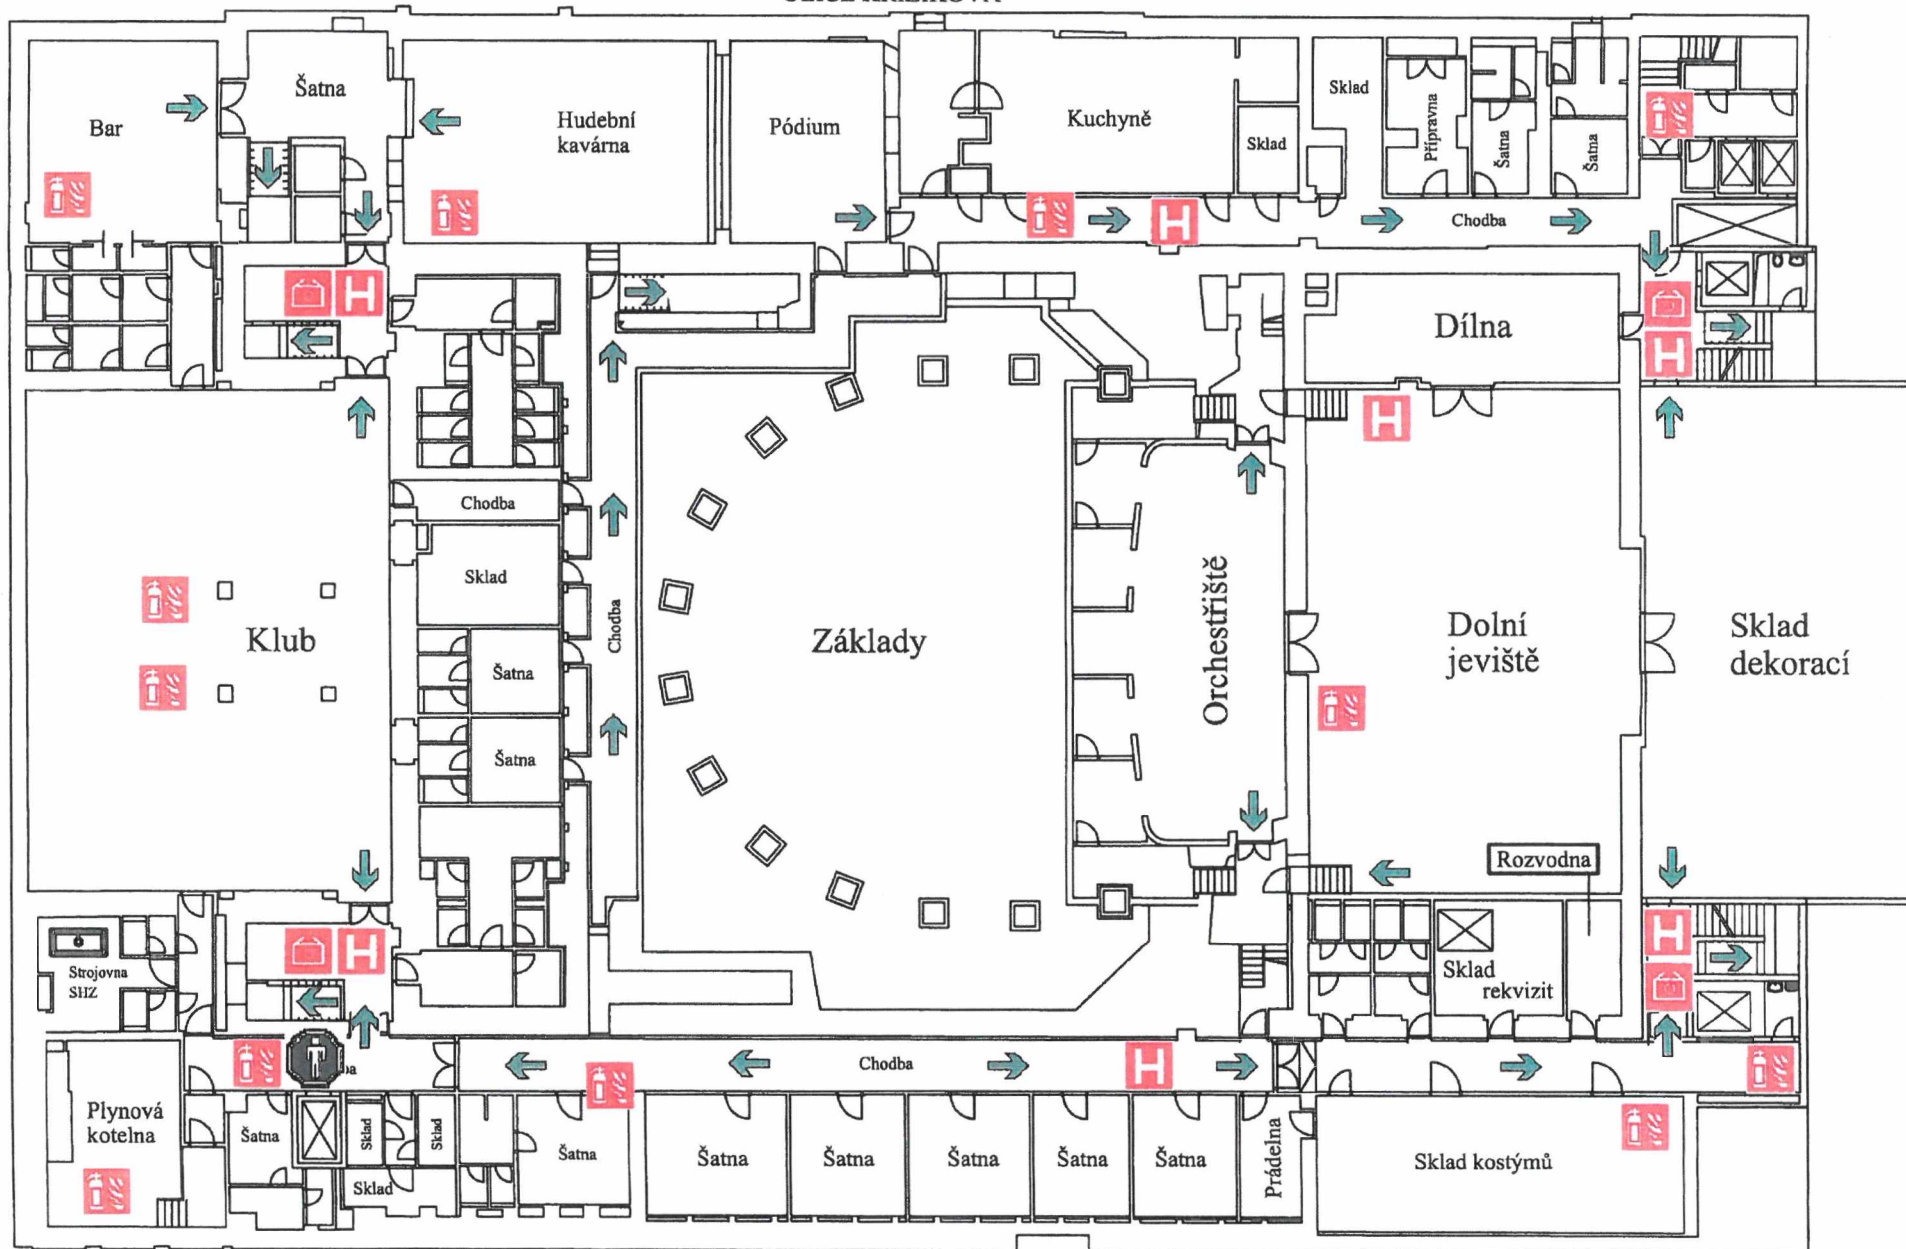 Bar
Šatna
Hudební
kavárna
Pódium
Kuchyně
Sklad
Sklad
Přípravna
Šatna
Šatna
Chodba
H
H
Dílna
H
H
Chodba
Sklad
Klub
Šatna
Šatna
Chodba
Základy
Orchestřiště
Dolní
jeviště
Sklad
dekorací
Rozvodna
Strojovna
SHZ
H
Sklad
rekvizit
H
Chodba
H
Plynová
kotelna
Šatna
Sklad
Sklad
Sklad
Šatna
Šatna
Šatna
Šatna
Šatna
Šatna
Prádelna
Sklad kostýmů